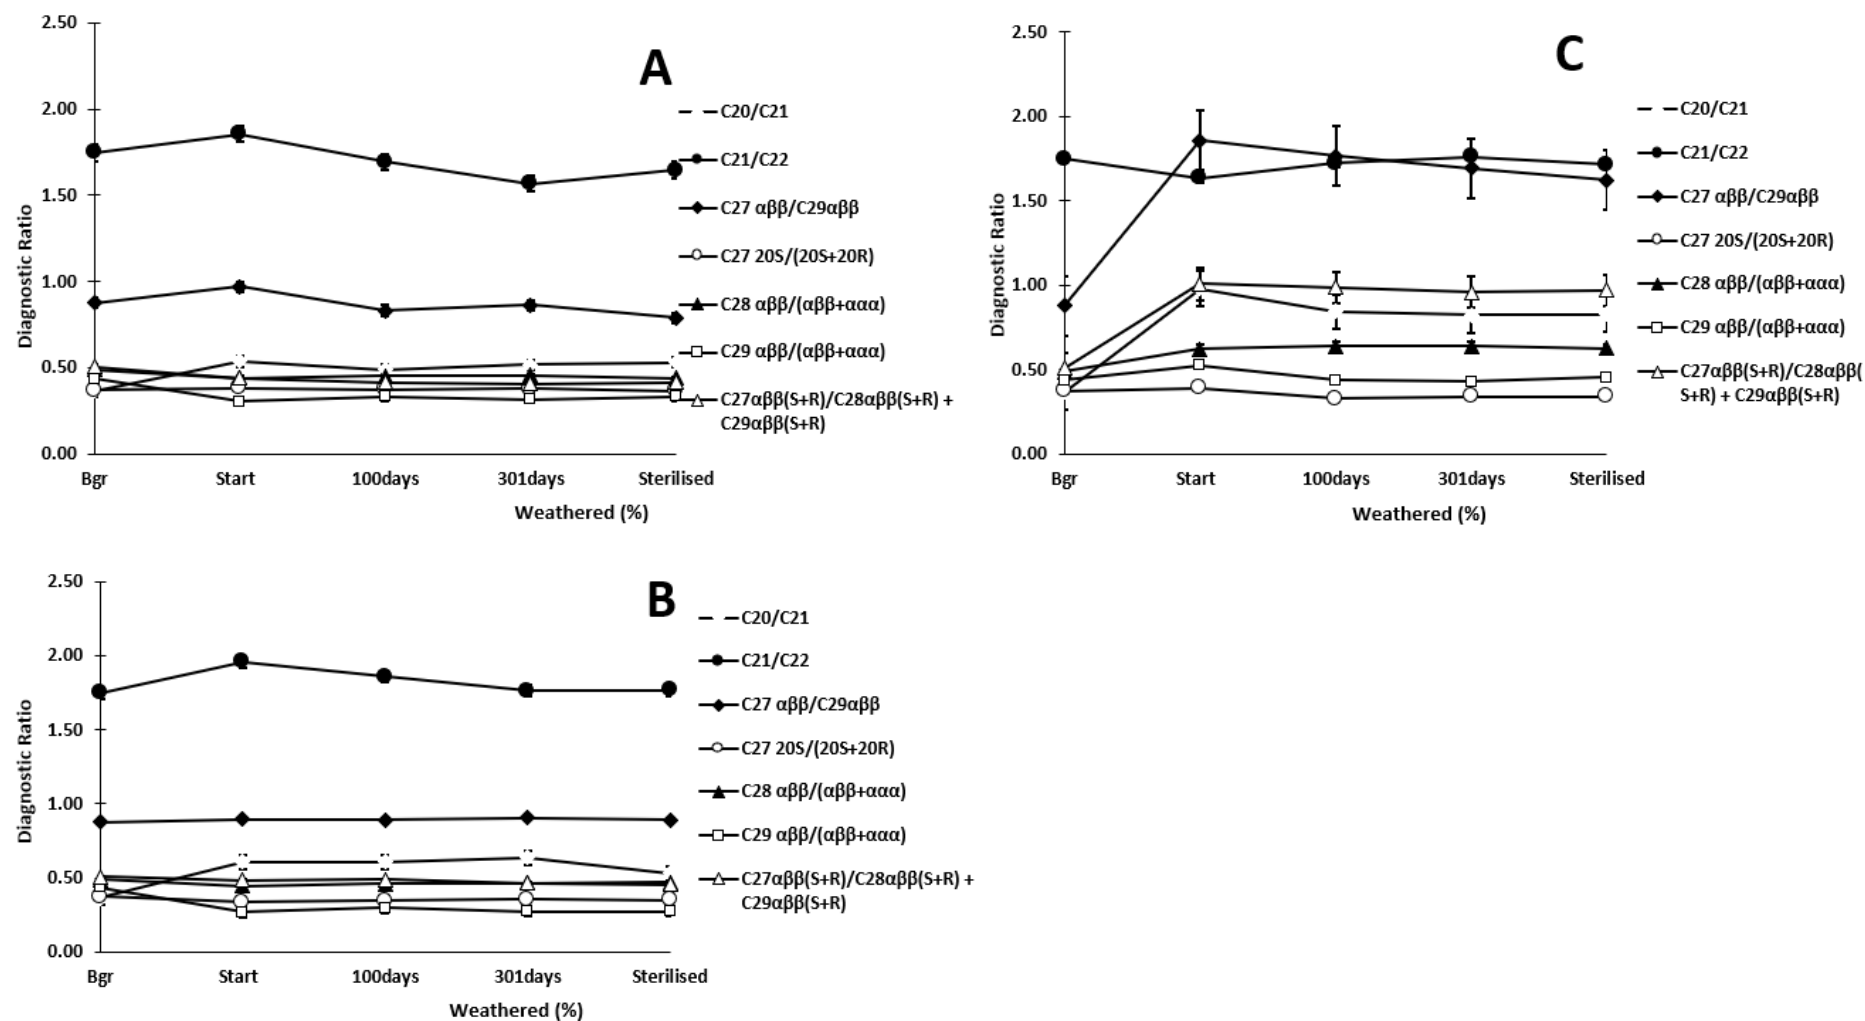 A
2.50
2.00
1.50
1.00
0.50
0.00
Diagnostic Ratio
Bgr
Start
100days
301days
Sterilised
Weathered (%)
C20/C21
C21/C22
C27 αββ/C29αββ
C27 20S/(20S+20R)
C28 αββ/(αββ+ααα)
C29 αββ/(αββ+ααα)
C27αββ(S+R)/C28αββ(S+R) +
C29αββ(S+R)
C
2.50
2.00
1.50
1.00
0.50
0.00
Diagnostic Ratio
Bgr
Start
100days
301days
Sterilised
Weathered (%)
C20/C21
C21/C22
C27 αββ/C29αββ
C27 20S/(20S+20R)
C28 αββ/(αββ+ααα)
C29 αββ/(αββ+ααα)
C27αββ(S+R)/C28αββ(
S+R) + C29αββ(S+R)
B
2.50
2.00
1.50
1.00
0.50
0.00
Diagnostic Ratio
Bgr
Start
100days
301days
Sterilised
Weathered (%)
C20/C21
C21/C22
C27 αββ/C29αββ
C27 20S/(20S+20R)
C28 αββ/(αββ+ααα)
C29 αββ/(αββ+ααα)
C27αββ(S+R)/C28αββ(S+R) +
C29αββ(S+R)